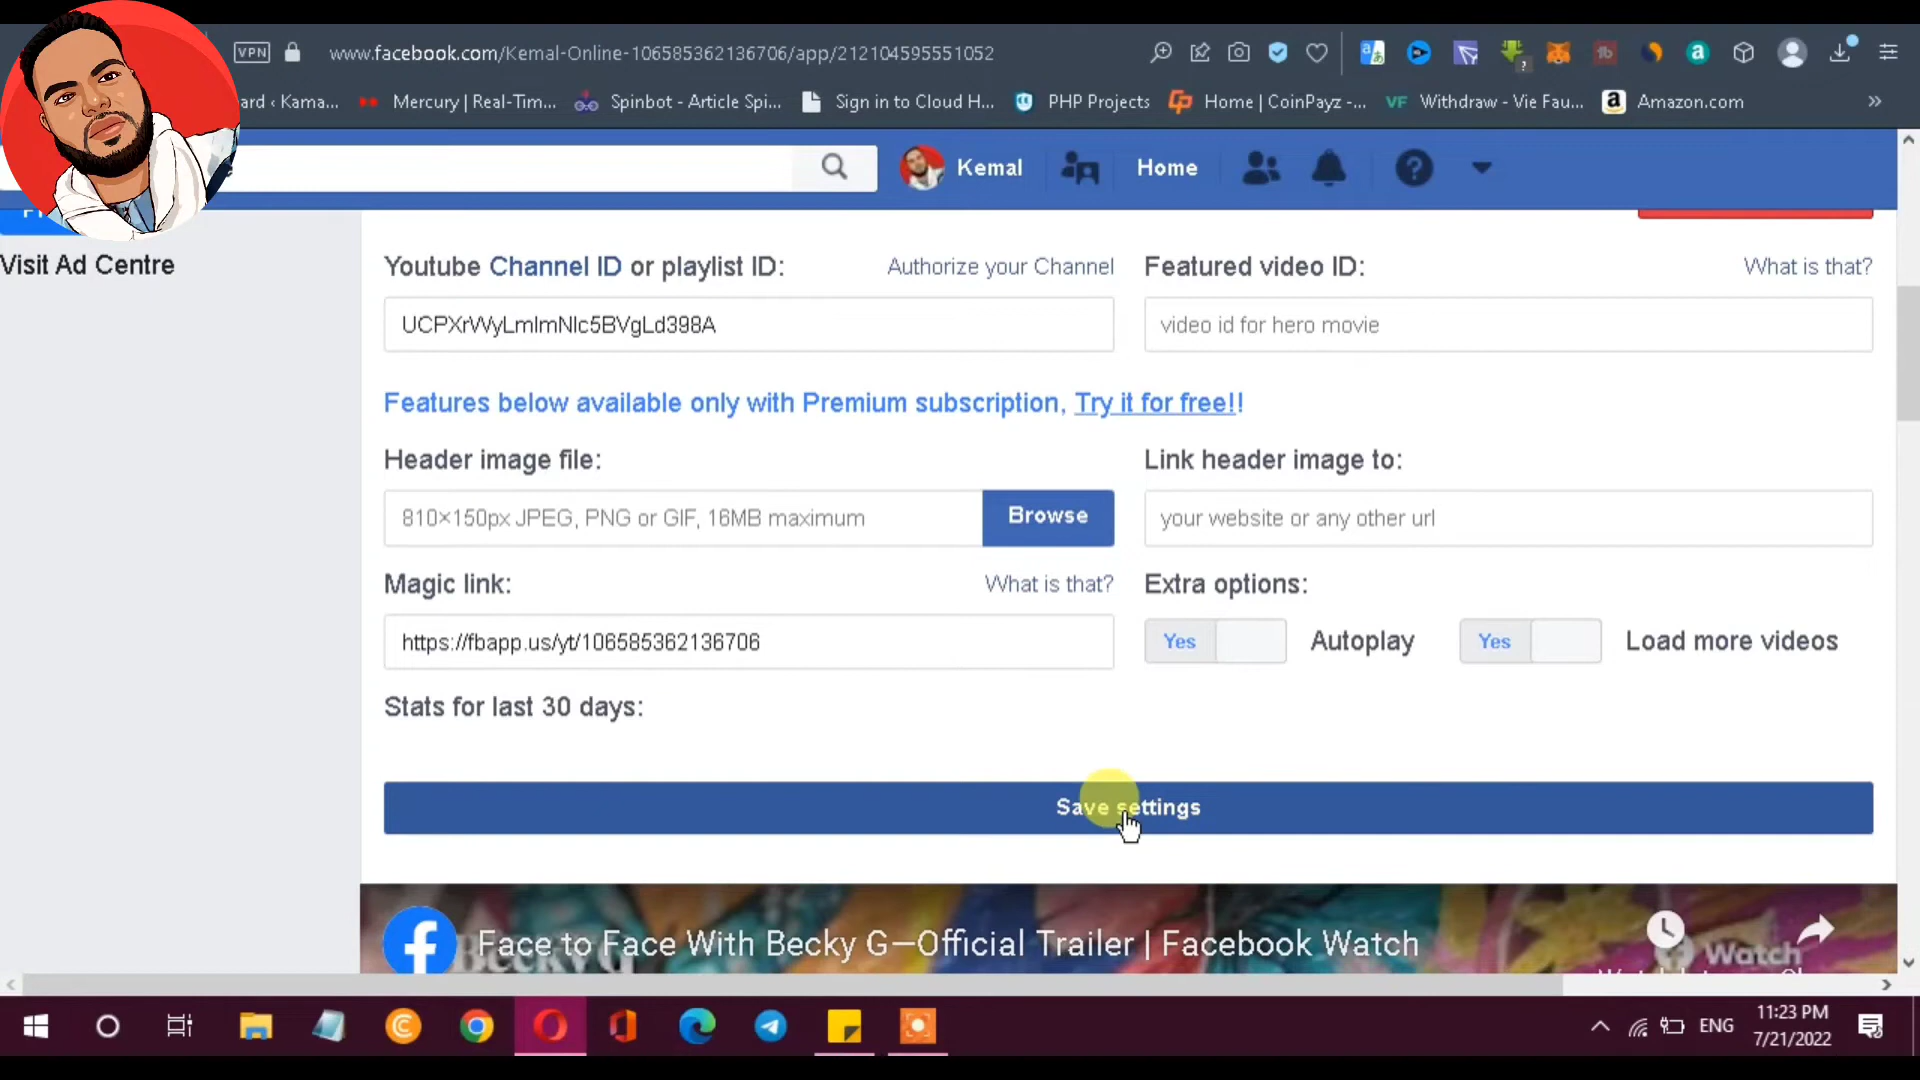 VPN
www.facebook.com/Kemal-Online-106585362136706/app/212104595551052
ard ‹ Kama...
Mercury | Real-Tim...
Spinbot - Article Spi...
Sign in to Cloud H...
PHP Projects
Home | CoinPayz -...
VF Withdraw - Vie Fau...
Amazon.com
»
Kemal
Home
Visit Ad Centre
Youtube Channel ID or playlist ID:
Authorize your Channel
Featured video ID:
What is that?
UCPXrWyLmlmNlc5BVgLd398A
video id for hero movie
Features below available only with Premium subscription, Try it for free!!
Header image file:
Link header image to:
810×150px JPEG, PNG or GIF, 16MB maximum
Browse
your website or any other url
Magic link:
What is that?
Extra options:
https://fbapp.us/yt/106585362136706
Yes
Autoplay
Yes
Load more videos
Stats for last 30 days:
Save settings
Face to Face With Becky G—Official Trailer | Facebook Watch
Watch
ENG
11:23 PM
7/21/2022